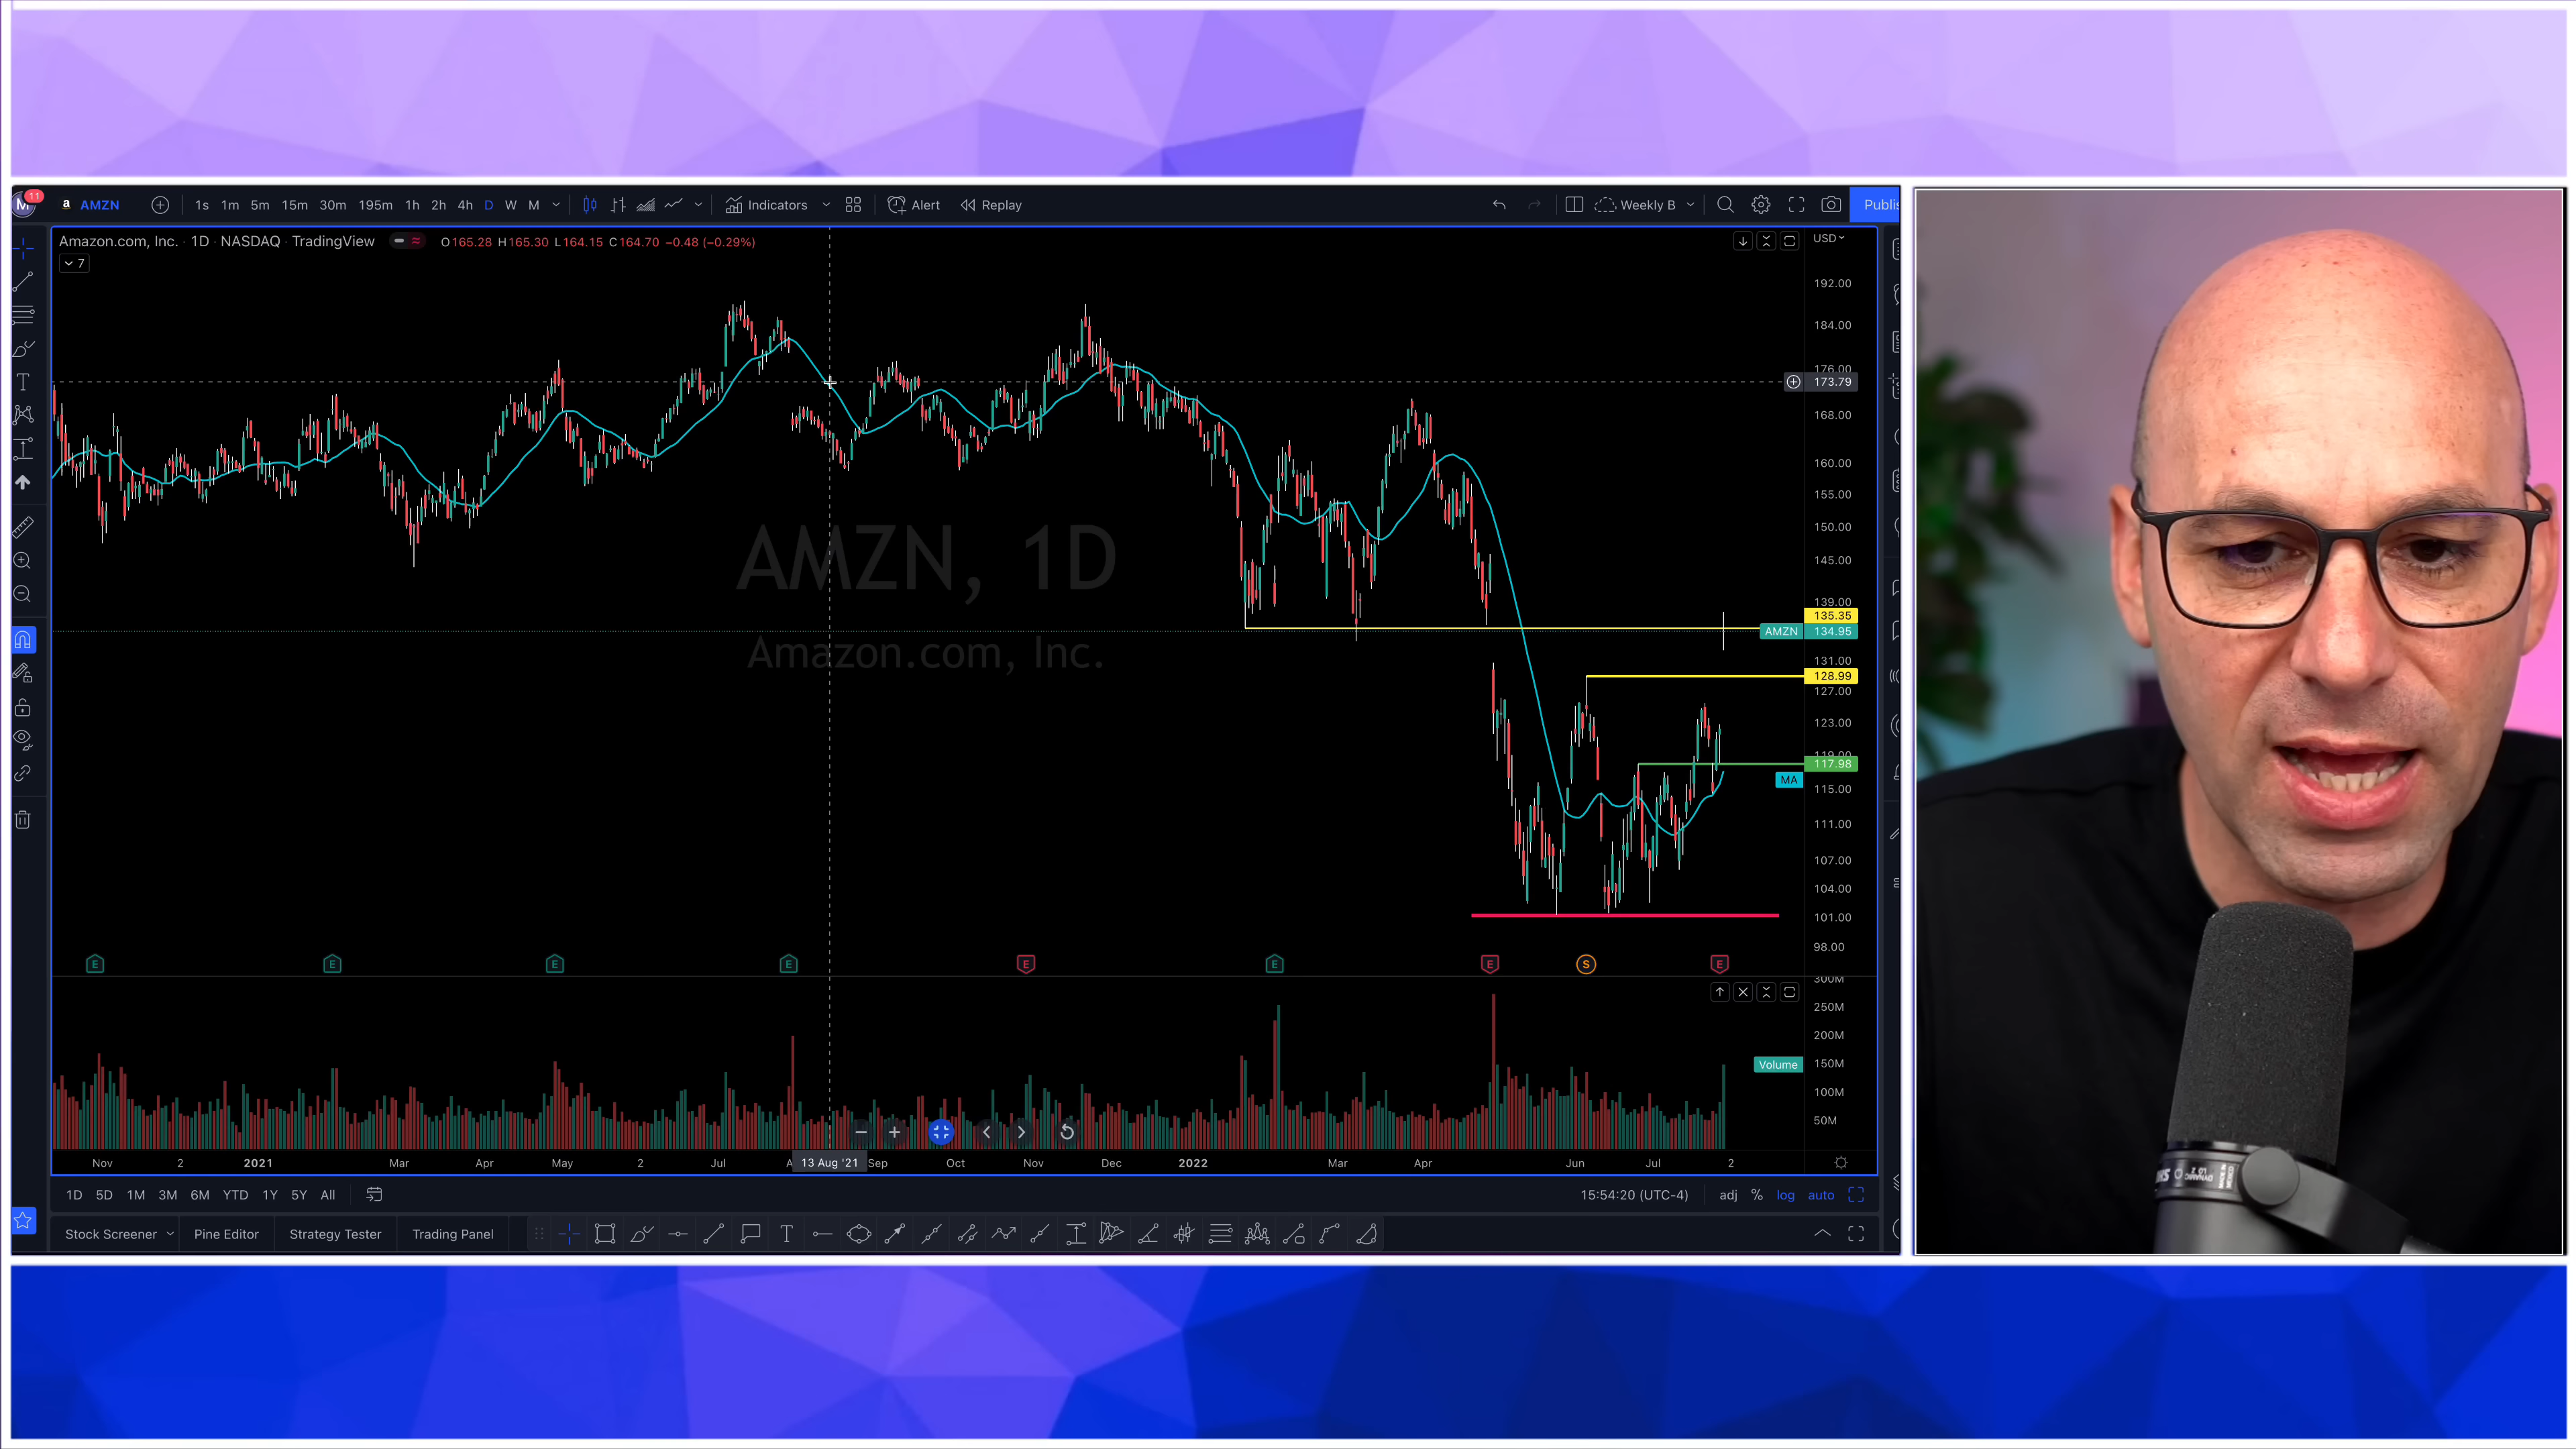 11
M
a AMZN 1s 1m 5m 15m 30m 195m 1h 2h 4h D W M Indicators Alert Replay Weekly B Publis
Amazon.com, Inc. · 1D · NASDAQ · TradingView O165.28 H165.30 L164.15 C164.70 −0.48 (−0.29%) USD
7
192.00
184.00
176.00
173.79
168.00
160.00
155.00
150.00
AMZN, 1D
145.00
139.00
135.35
AMZN 134.95
Amazon.com, Inc.
131.00
128.99
127.00
123.00
119.00
117.98
MA
115.00
111.00
107.00
104.00
101.00
98.00
E E E E E E E S E
300M
250M
200M
Volume 150M
100M
50M
Nov 2 2021 Mar Apr May 2 Jul A 13 Aug '21 Sep Oct Nov Dec 2022 Mar Apr Jun Jul 2
1D 5D 1M 3M 6M YTD 1Y 5Y All 15:54:20 (UTC-4) adj % log auto
Stock Screener Pine Editor Strategy Tester Trading Panel